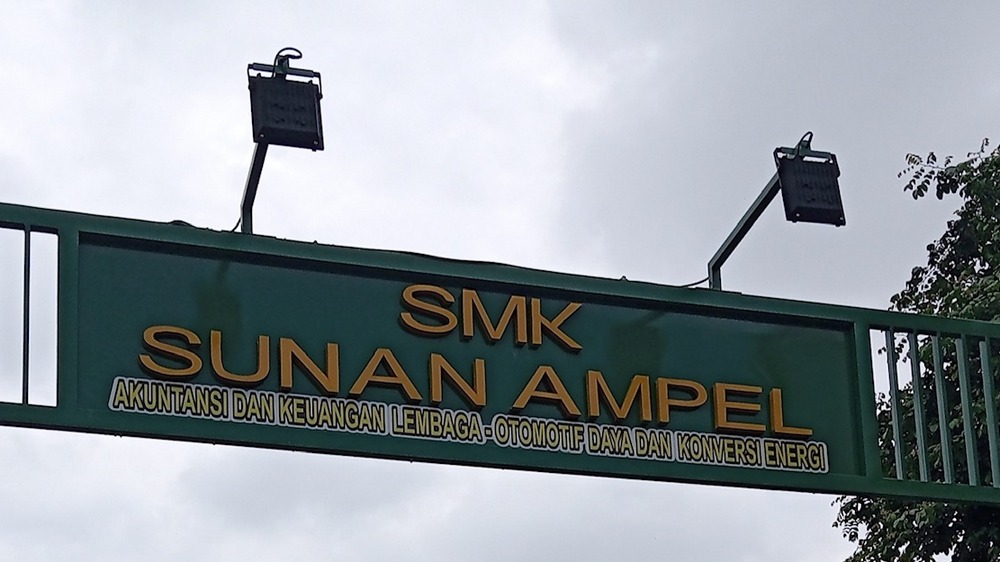 SMK
SUNAN AMPEL
AKUNTANSI DAN KEUANGAN LEMBAGA - OTOMOTIF DAYA DAN KONVERSI ENERGI